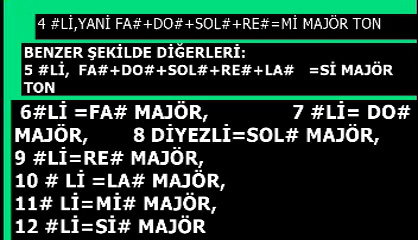 4 #Lİ,YANİ FA#+DO#+SOL#+RE#=Mİ MAJÖR TON
BENZER ŞEKİLDE DİĞERLERİ:
5 #Lİ, FA#+DO#+SOL#+RE#+LA# =Sİ MAJÖR
TON
6#Lİ =FA# MAJÖR, 7 #Lİ= DO#
MAJÖR, 8 DİYEZLİ=SOL# MAJÖR,
9 #Lİ=RE# MAJÖR,
10 # Lİ =LA# MAJÖR,
11# Lİ=Mİ# MAJÖR,
12 #Lİ=Sİ# MAJÖR